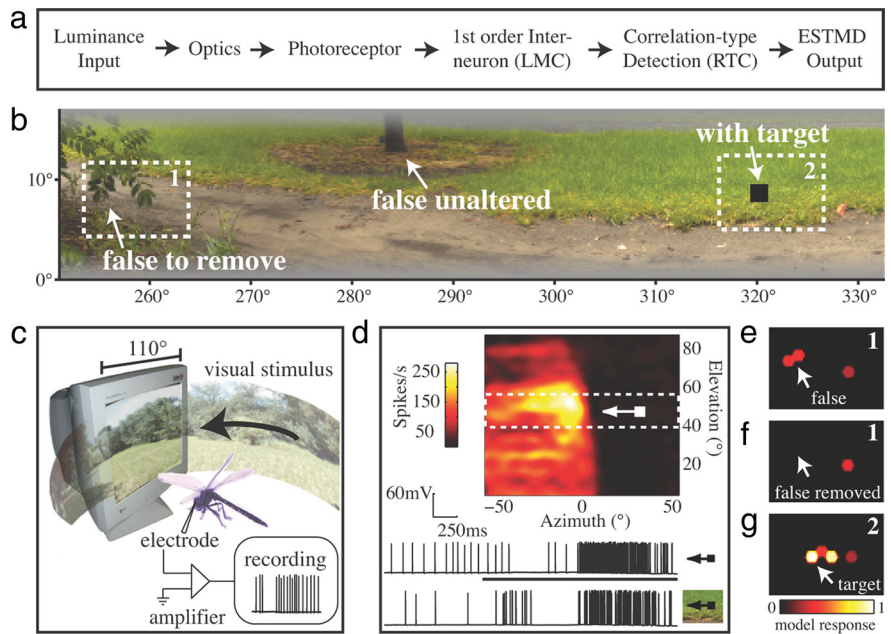 a
Luminance Input → Optics → Photoreceptor → 1st order Inter-neuron (LMC) → Correlation-type Detection (RTC) → ESTMD Output
b
with target
1
2
10°
false unaltered
false to remove
0°
260° 270° 280° 290° 300° 310° 320° 330°
c
110°
visual stimulus
electrode
recording
amplifier
d
Spikes/s
250
150
50
80
60
40
20
Elevation (°)
−50 0 50
Azimuth (°)
60mV
250ms
e
1
false
f
1
false removed
g
2
target
0 1
model response